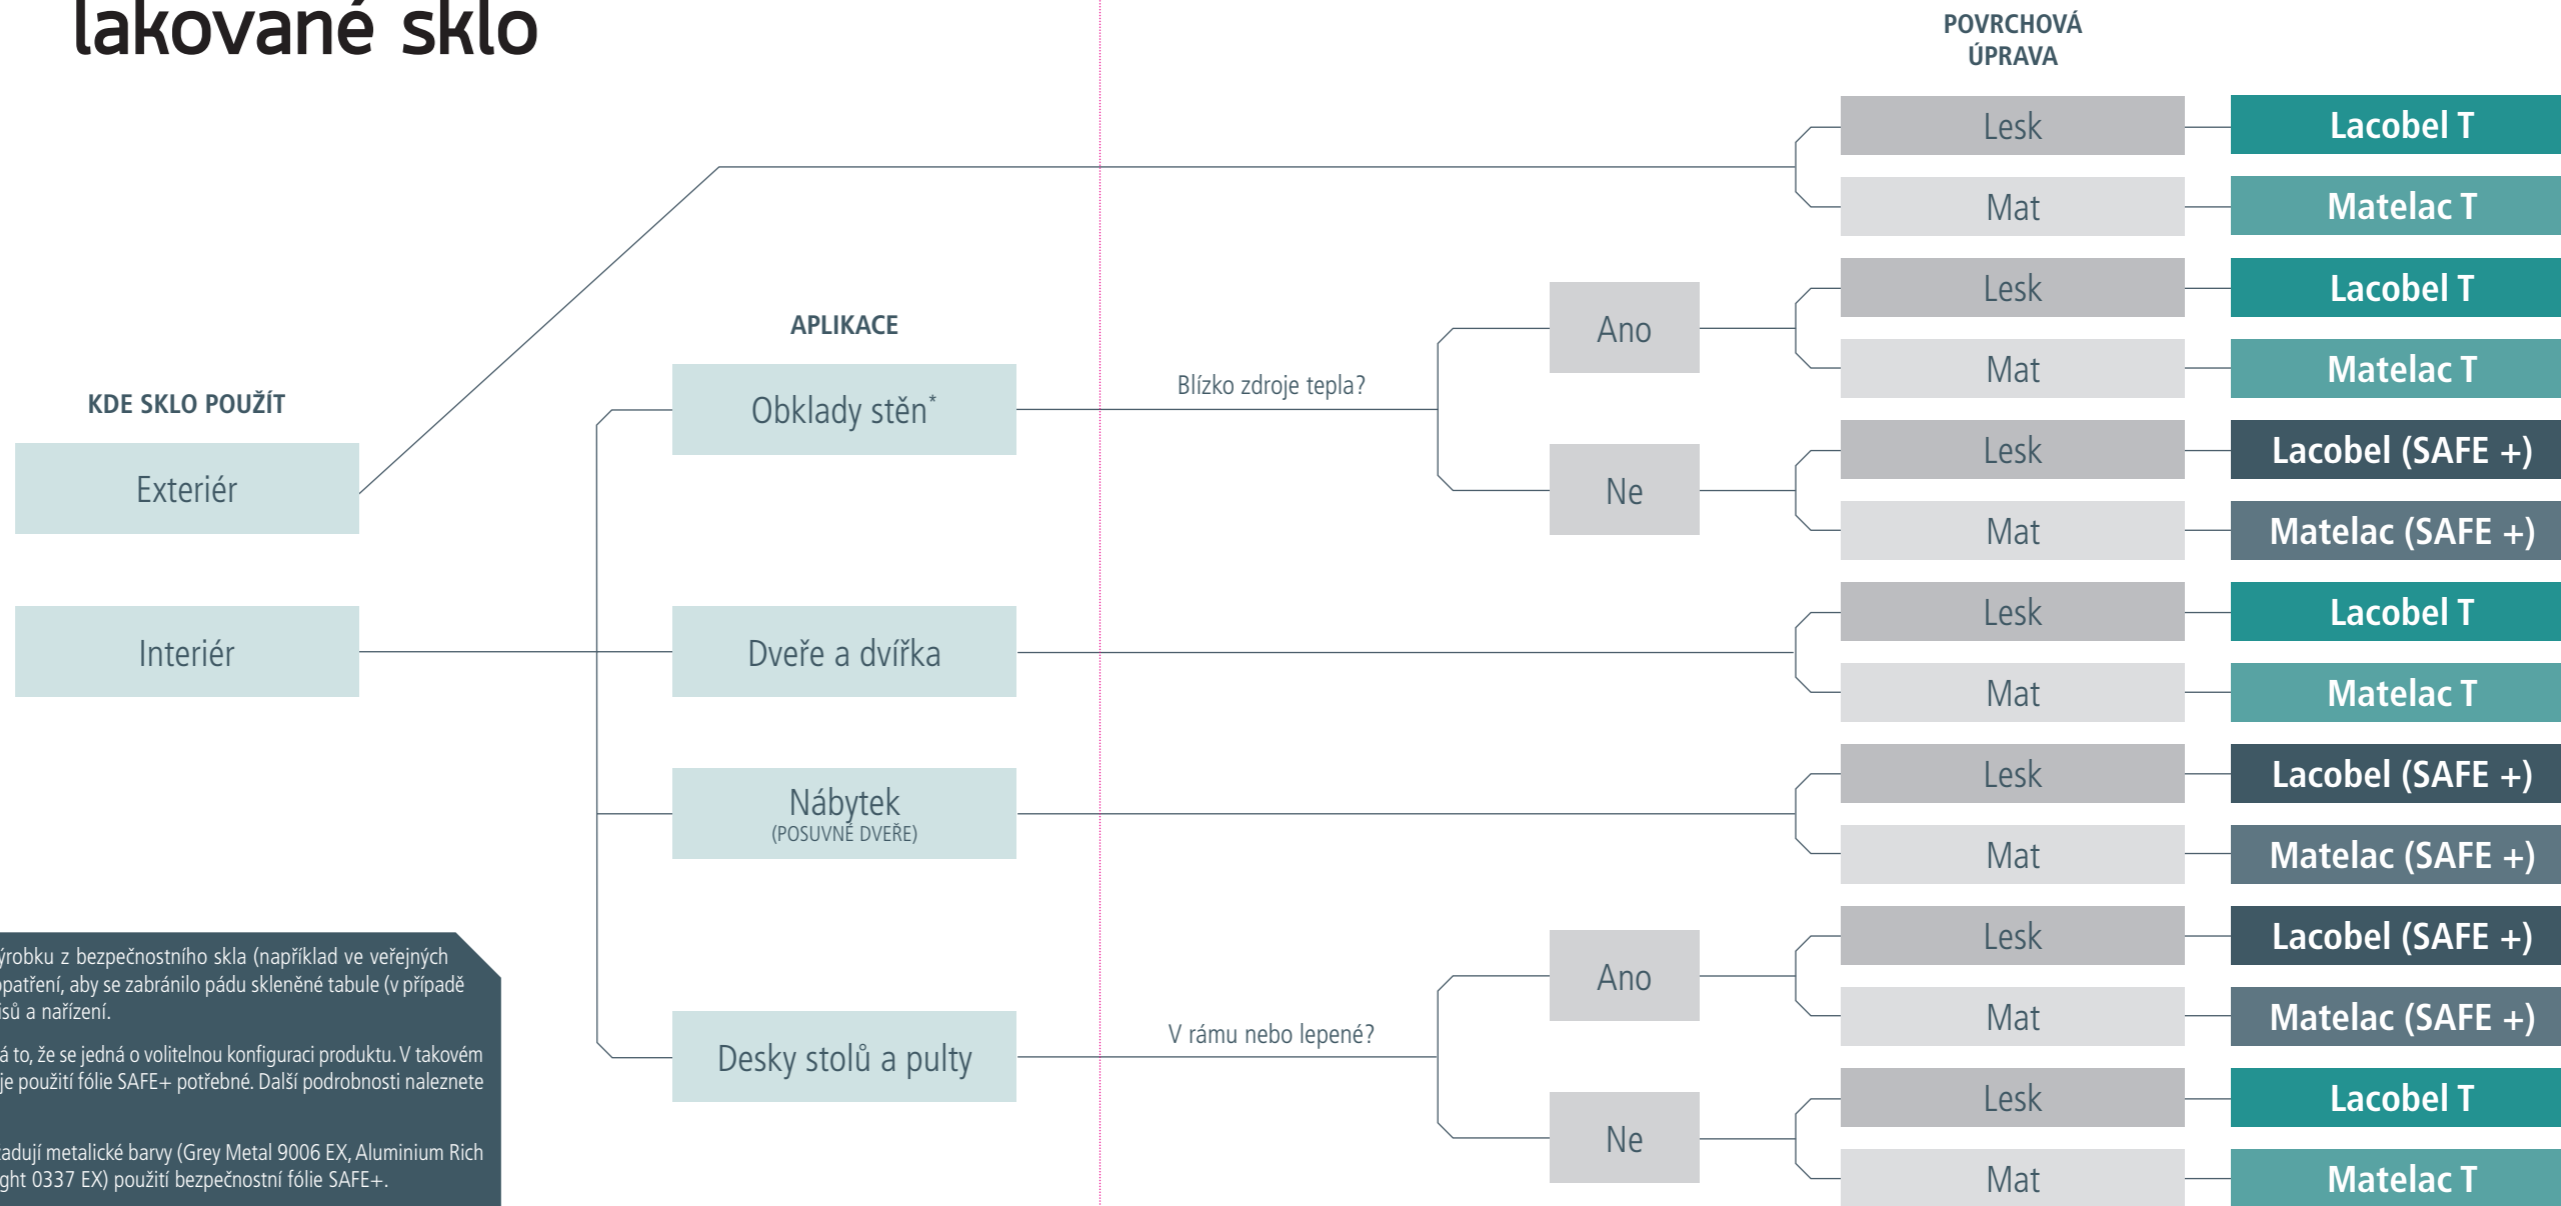 lakované sklo
POVRCHOVÁ
ÚPRAVA
Lesk
Lacobel T
Mat
Matelac T
Lesk
Lacobel T
APLIKACE
Ano
Mat
Matelac T
KDE SKLO POUŽÍT
Obklady stěn*
Blízko zdroje tepla?
Lesk
Lacobel (SAFE +)
Exteriér
Ne
Mat
Matelac (SAFE +)
Lesk
Lacobel T
Interiér
Dveře a dvířka
Mat
Matelac T
Lesk
Lacobel (SAFE +)
Nábytek
(POSUVNÉ DVEŘE)
Mat
Matelac (SAFE +)
Lesk
Lacobel (SAFE +)
Ano
Mat
Matelac (SAFE +)
Desky stolů a pulty
V rámu nebo lepené?
Lesk
Lacobel T
Ne
Mat
Matelac T
ýrobku z bezpečnostního skla (například ve veřejných
opatření, aby se zabránilo pádu skleněné tabule (v případě
isů a nařízení.
á to, že se jedná o volitelnou konfiguraci produktu. V takovém
je použití fólie SAFE+ potřebné. Další podrobnosti naleznete
žadují metalické barvy (Grey Metal 9006 EX, Aluminium Rich
ght 0337 EX) použití bezpečnostní fólie SAFE+.